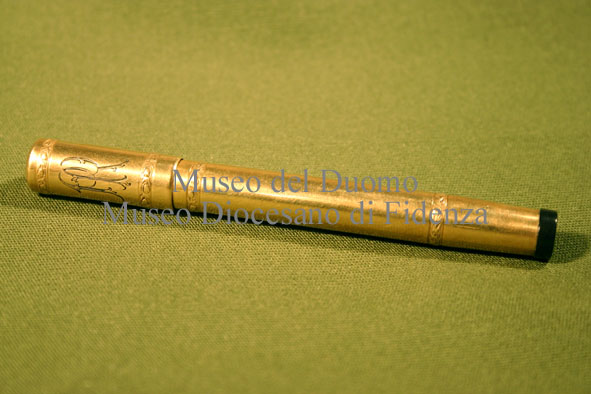 Museo del Duomo
Museo Diocesano di Fidenza